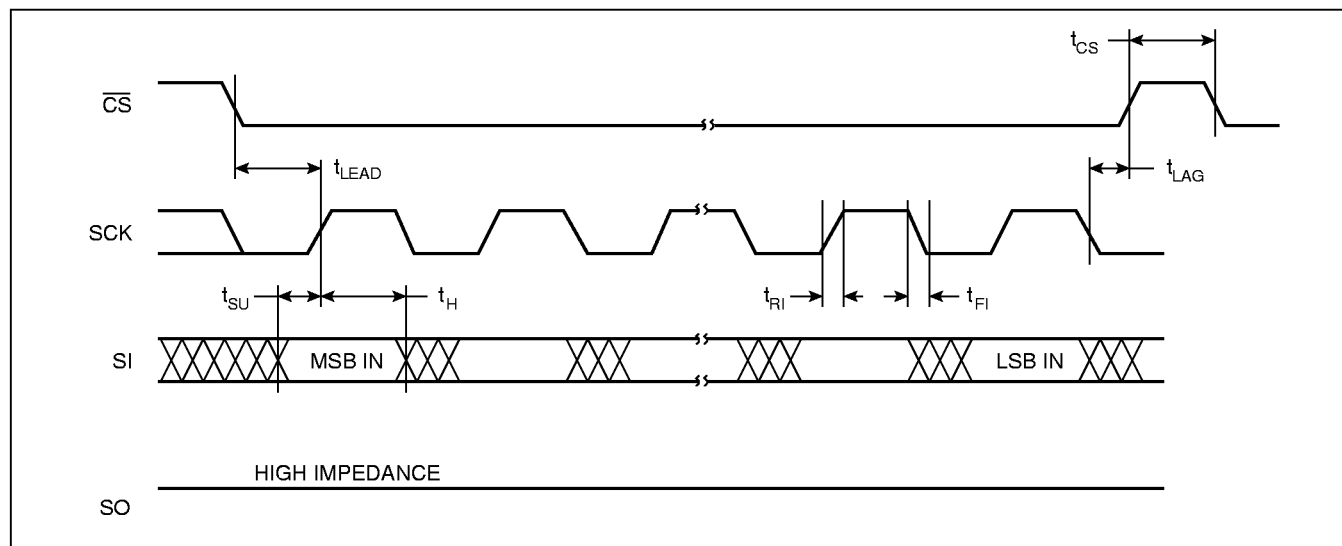 tCS
CS
tLEAD
tLAG
SCK
tSU
tH
tRI
tFI
SI
MSB IN
LSB IN
HIGH IMPEDANCE
SO